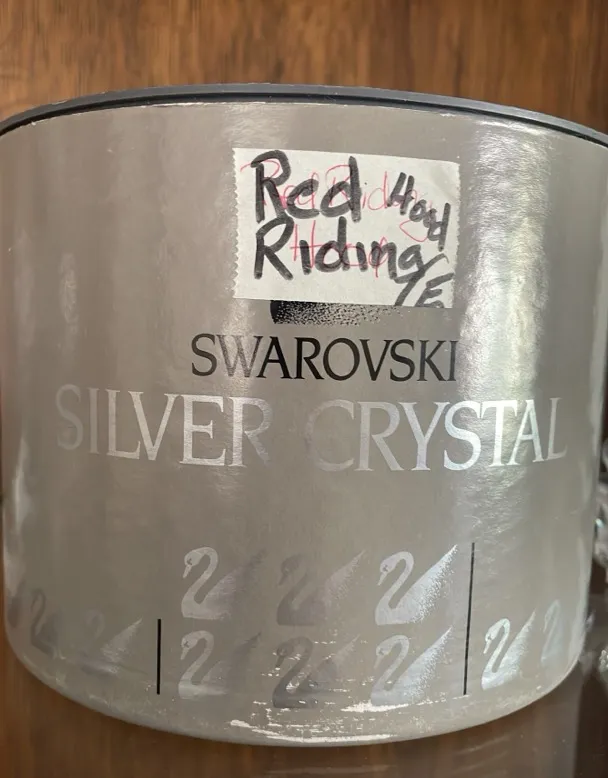 Red Hood
Riding
SWAROVSKI
SILVER CRYSTAL